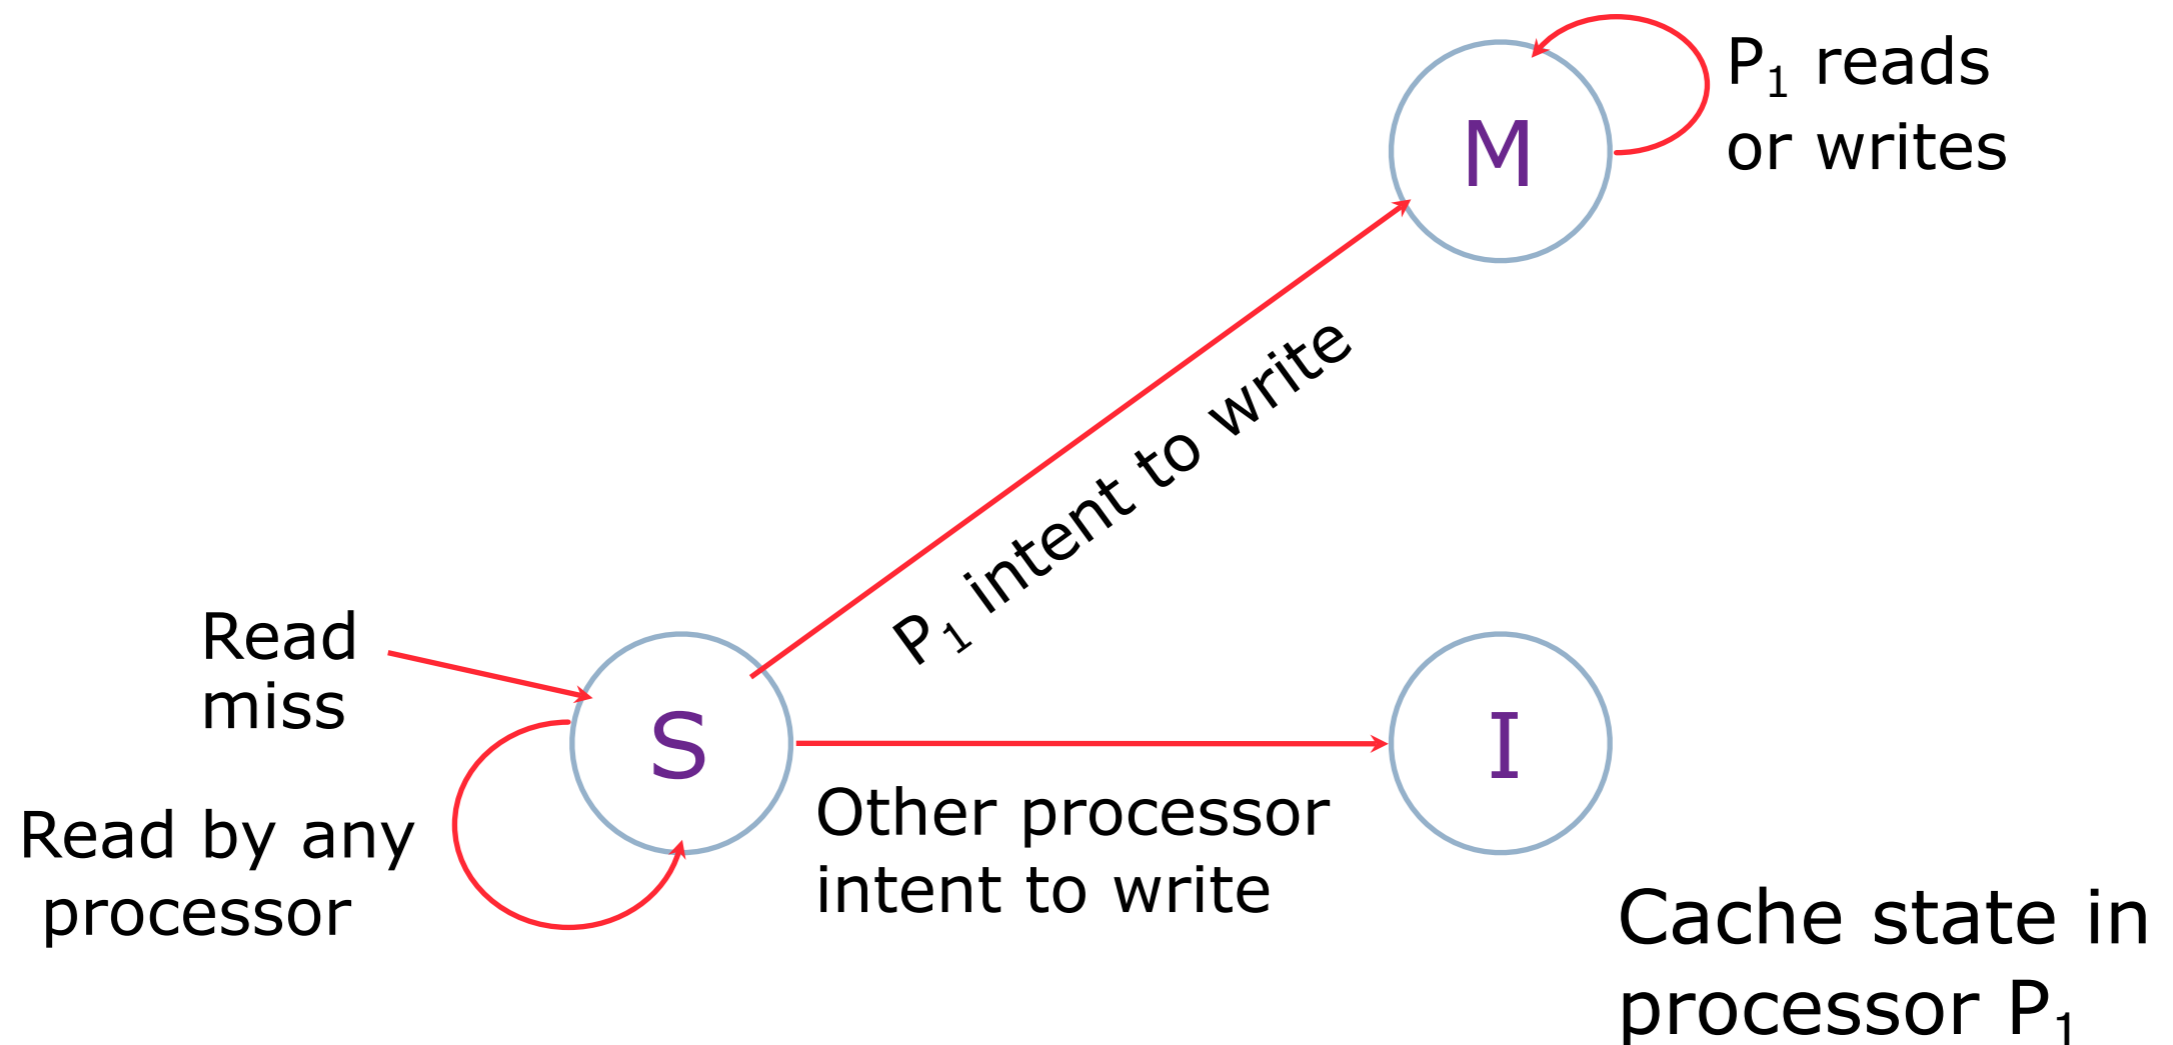 P₁ reads
or writes
M
P₁ intent to write
Read
miss
S
I
Read by any
processor
Other processor
intent to write
Cache state in
processor P₁